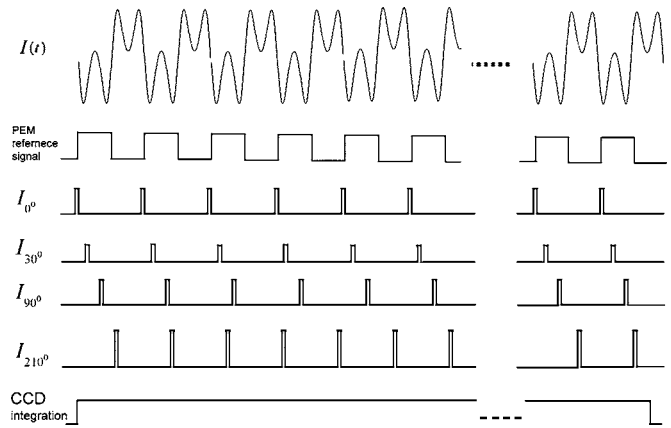 I(t)
PEM
refernece
signal
I0°
I30°
I90°
I210°
CCD
integration